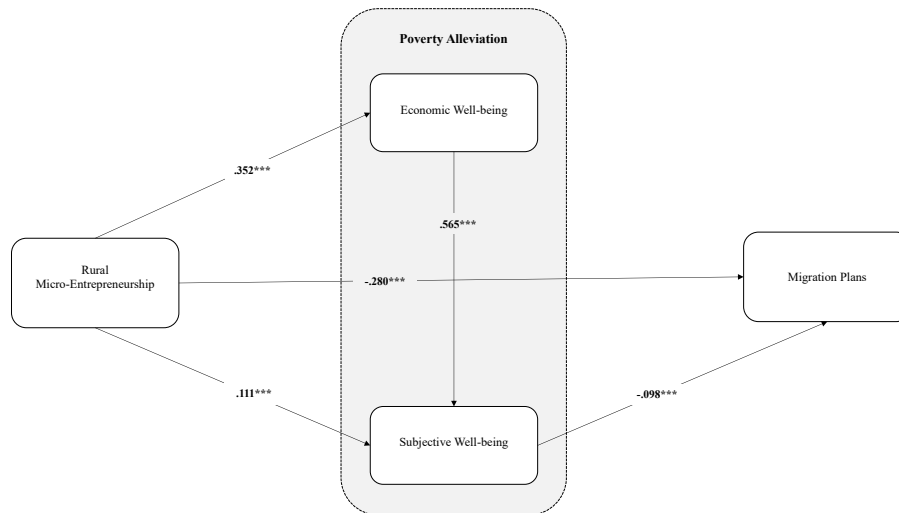 Poverty Alleviation
Economic Well-being
.352***
.565***
Rural
Micro-Entrepreneurship
-.280***
Migration Plans
.111***
-.098***
Subjective Well-being